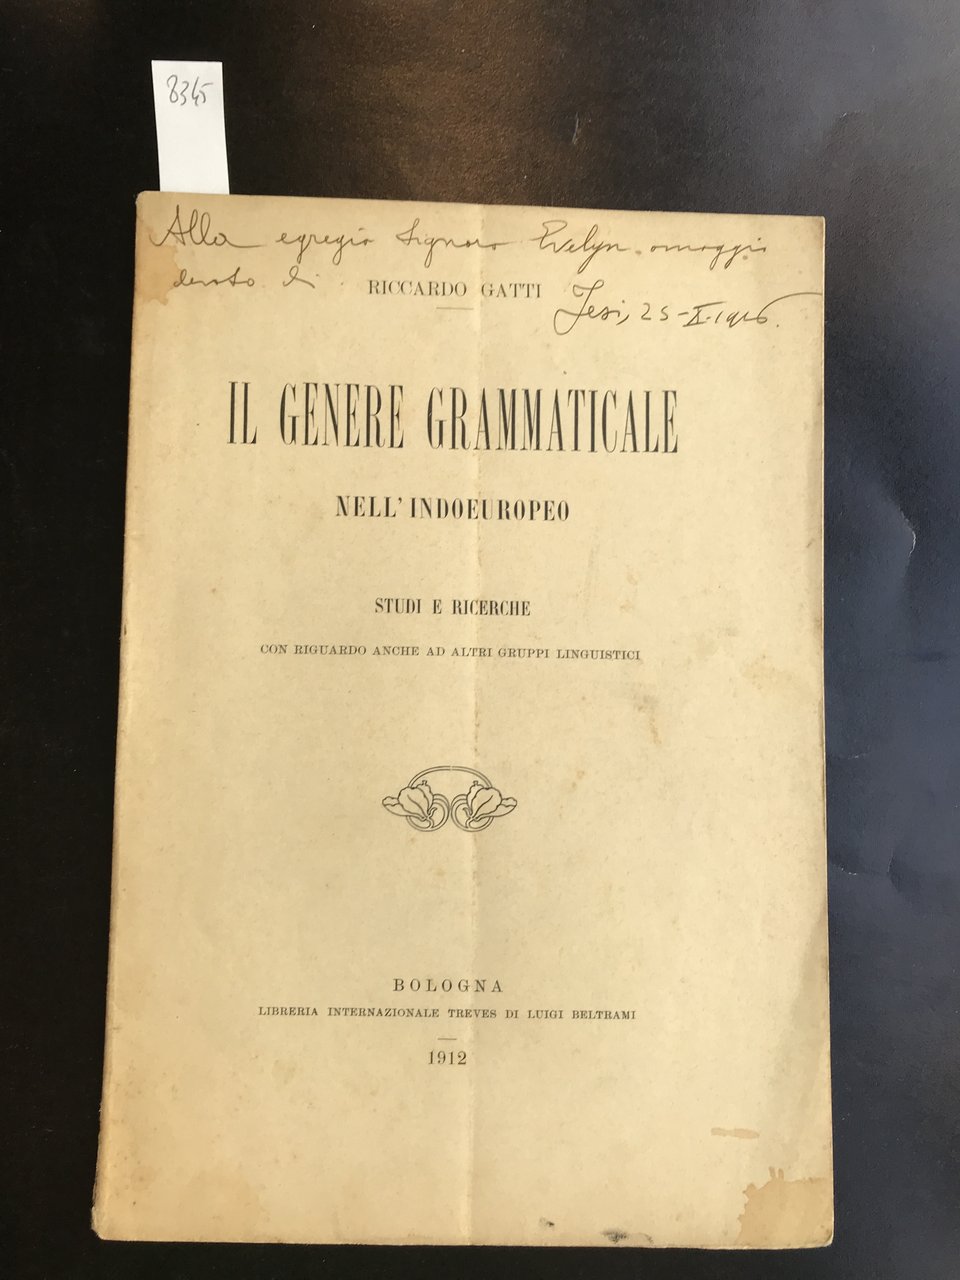 8345
Alla egregia Signora Evelyn omaggio
devoto di
RICCARDO GATTI
Jesi, 25-X-1916.
IL GENERE GRAMMATICALE
NELL'INDOEUROPEO
STUDI E RICERCHE
CON RIGUARDO ANCHE AD ALTRI GRUPPI LINGUISTICI
BOLOGNA
LIBRERIA INTERNAZIONALE TREVES DI LUIGI BELTRAMI
1912